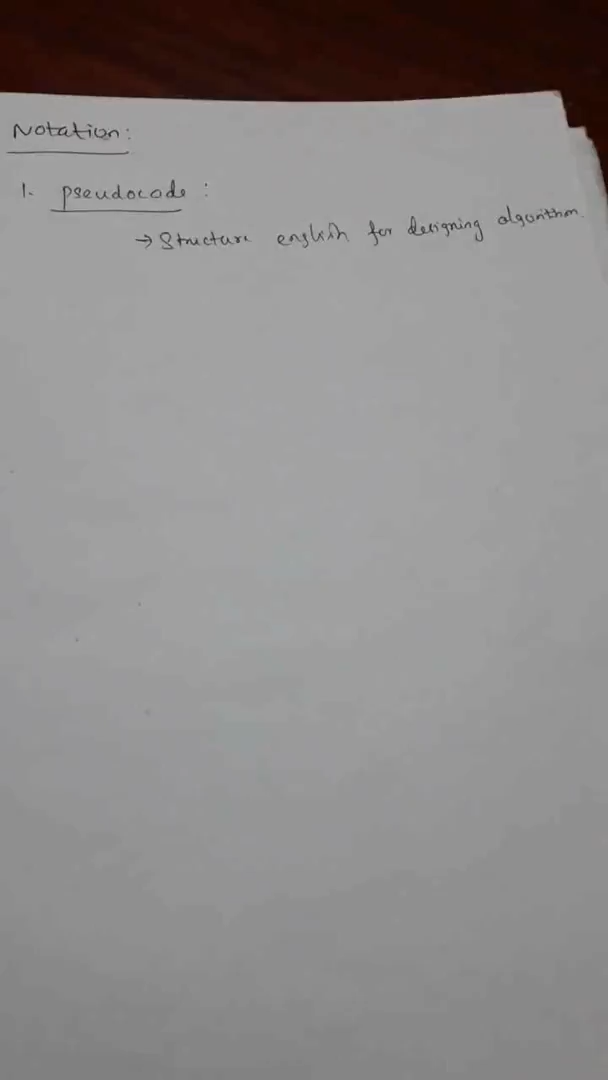 Notation:
1. pseudocode :
→ Structure english for designing algorithm.